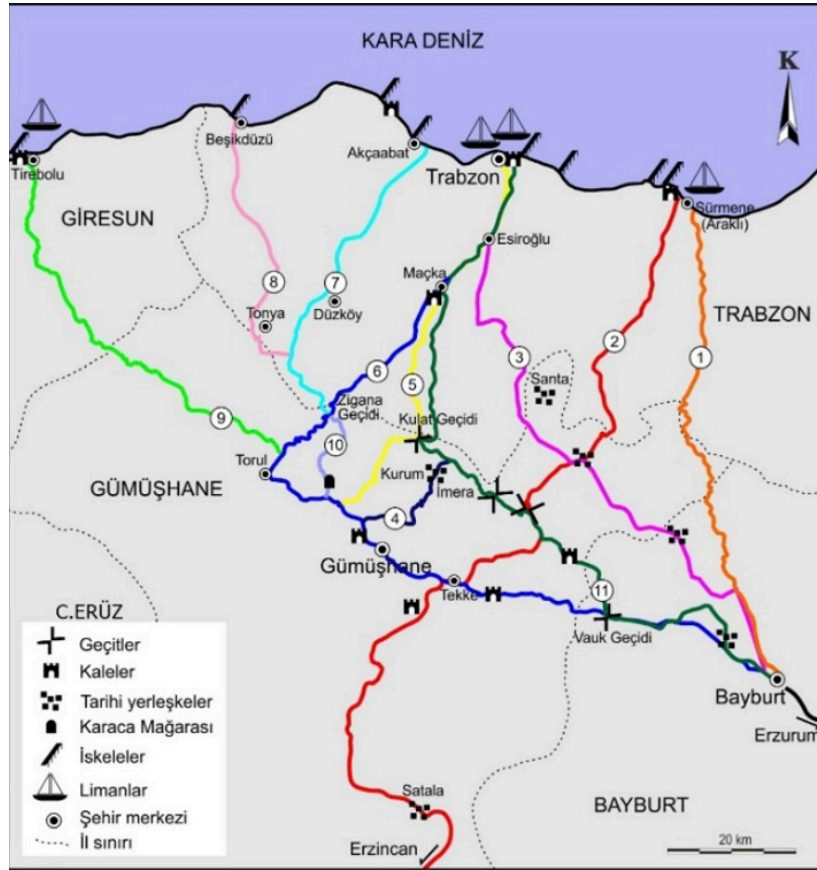 KARA DENİZ
K
Beşikdüzü
Akçaabat
Tirebolu
Trabzon
Sürmene
(Araklı)
GİRESUN
Esiroğlu
Maçka
8
7
Tonya
Düzköy
TRABZON
6
5
3
2
1
Santa
Zigana
Geçidi
Kulat Geçidi
9
10
Torul
Kurum
İmera
GÜMÜŞHANE
4
Gümüşhane
Tekke
11
Vauk Geçidi
C.ERÜZ
Geçitler
Kaleler
Tarihi yerleşkeler
Karaca Mağarası
İskeleler
Limanlar
Şehir merkezi
İl sınırı
Bayburt
Erzurum
Satala
BAYBURT
Erzincan
20 km